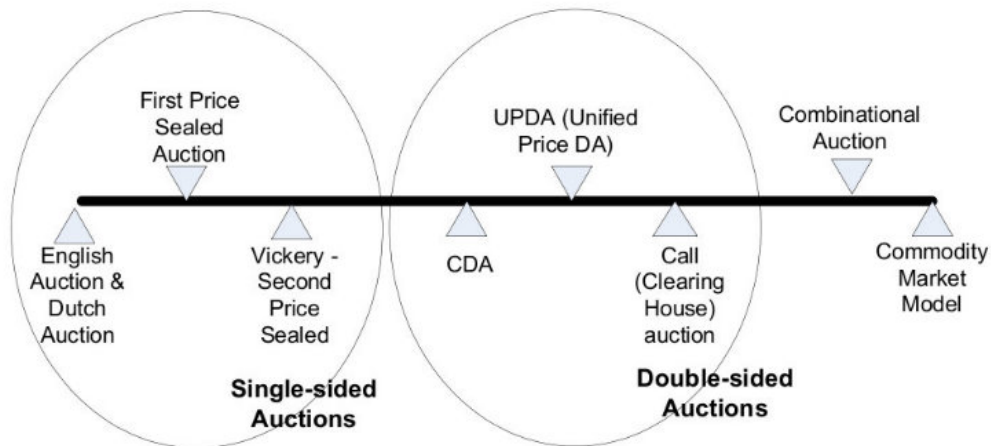 First Price
Sealed
Auction
UPDA (Unified
Price DA)
Combinational
Auction
English
Auction &
Dutch
Auction
Vickery -
Second
Price
Sealed
CDA
Call
(Clearing
House)
auction
Commodity
Market
Model
Single-sided
Auctions
Double-sided
Auctions